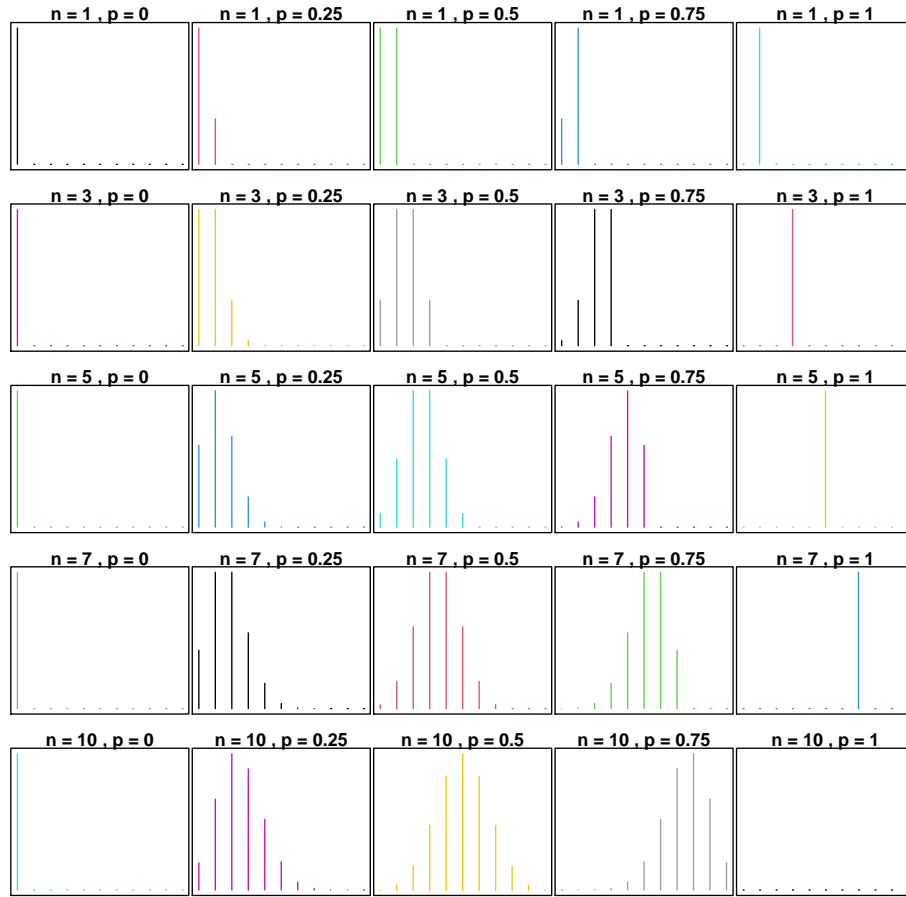 n = 1 , p = 0
n = 1 , p = 0.25
n = 1 , p = 0.5
n = 1 , p = 0.75
n = 1 , p = 1
n = 3 , p = 0
n = 3 , p = 0.25
n = 3 , p = 0.5
n = 3 , p = 0.75
n = 3 , p = 1
n = 5 , p = 0
n = 5 , p = 0.25
n = 5 , p = 0.5
n = 5 , p = 0.75
n = 5 , p = 1
n = 7 , p = 0
n = 7 , p = 0.25
n = 7 , p = 0.5
n = 7 , p = 0.75
n = 7 , p = 1
n = 10 , p = 0
n = 10 , p = 0.25
n = 10 , p = 0.5
n = 10 , p = 0.75
n = 10 , p = 1